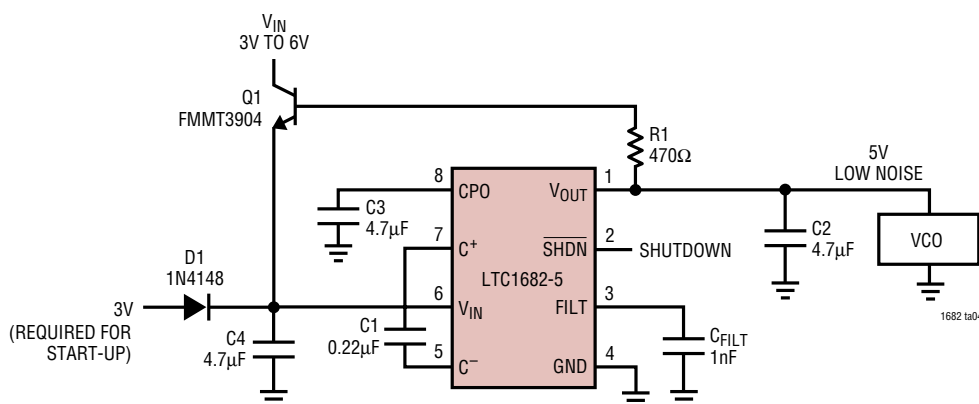 VIN
3V TO 6V
Q1
FMMT3904
R1
470Ω
5V
LOW NOISE
8
CPO
VOUT
1
C3
4.7µF
C2
4.7µF
VCO
7
C+
SHDN
2
SHUTDOWN
LTC1682-5
D1
1N4148
6
VIN
FILT
3
3V
(REQUIRED FOR
START-UP)
C4
4.7µF
C1
0.22µF
5
C–
GND
4
CFILT
1nF
1682 ta04